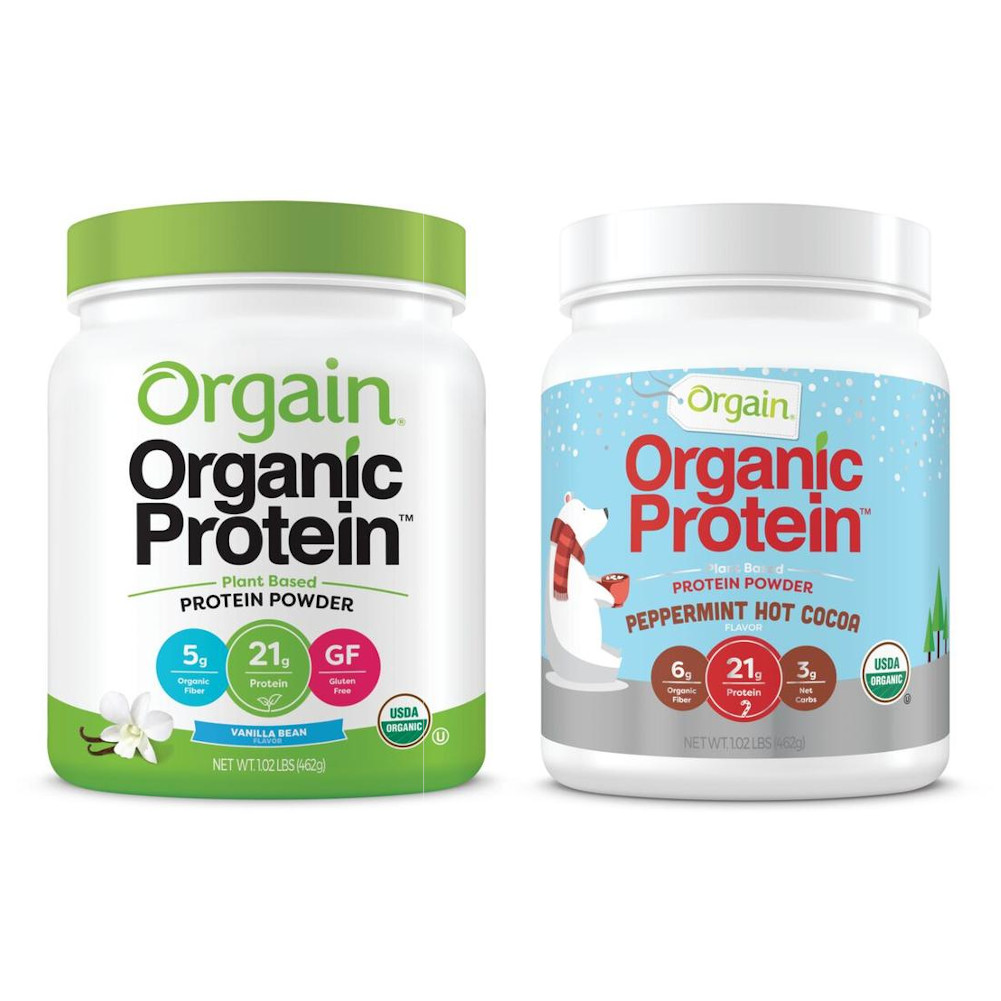 Orgain®
Organic
Protein™
Plant Based
PROTEIN POWDER
5g
Organic
Fiber
21g
Protein
GF
Gluten
Free
VANILLA BEAN
FLAVOR
USDA
ORGANIC
U
NET WT. 1.02 LBS (462g)
Orgain®
Organic
Protein™
Plant Based
PROTEIN POWDER
PEPPERMINT HOT COCOA
FLAVOR
6g
Organic
Fiber
21g
Protein
3g
Net
Carbs
USDA
ORGANIC
U
NET WT. 1.02 LBS (462g)